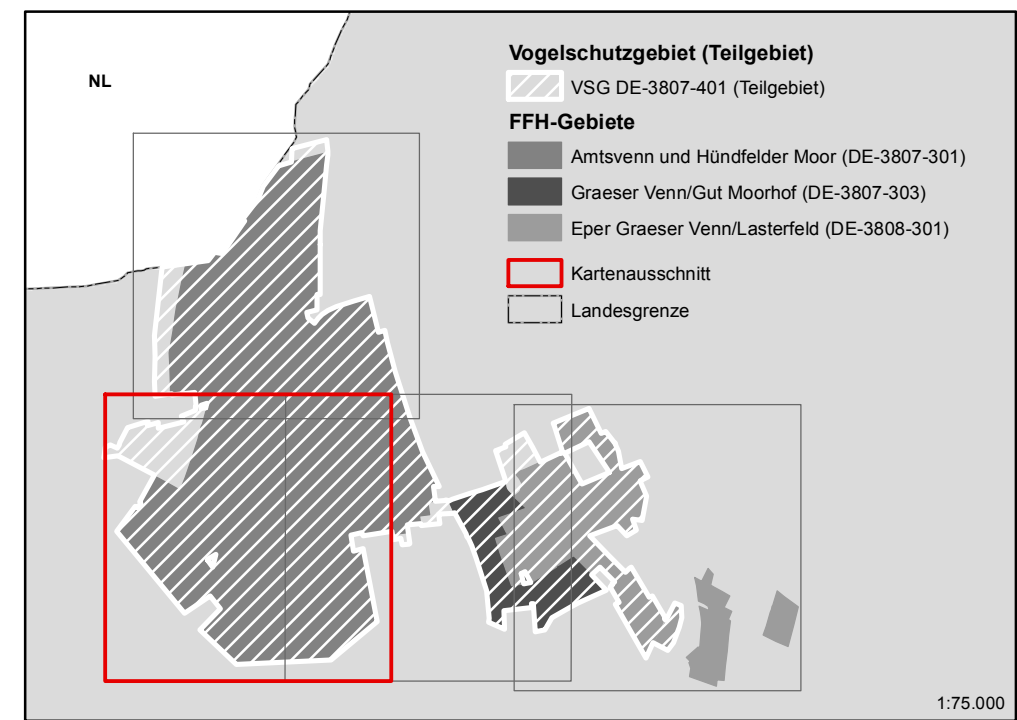 NL
Vogelschutzgebiet (Teilgebiet)
VSG DE-3807-401 (Teilgebiet)
FFH-Gebiete
Amtsvenn und Hündfelder Moor (DE-3807-301)
Graeser Venn/Gut Moorhof (DE-3807-303)
Eper Graeser Venn/Lasterfeld (DE-3808-301)
Kartenausschnitt
Landesgrenze
1:75.000